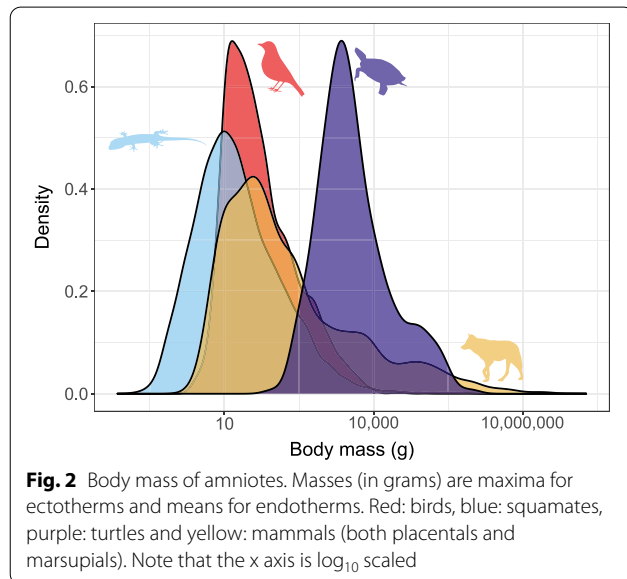 0.6
0.4
0.2
0.0
Density
10
10,000
10,000,000
Body mass (g)
Fig. 2 Body mass of amniotes. Masses (in grams) are maxima for
ectotherms and means for endotherms. Red: birds, blue: squamates,
purple: turtles and yellow: mammals (both placentals and
marsupials). Note that the x axis is log10 scaled